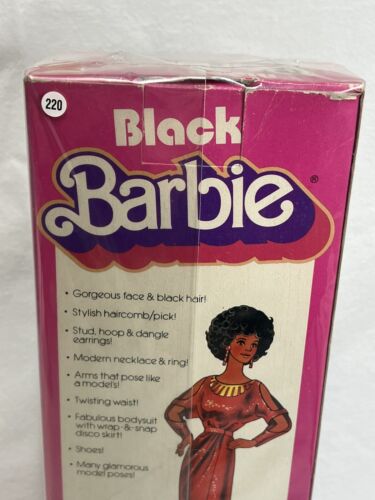 220
Black
Barbie®
• Gorgeous face & black hair!
• Stylish haircomb/pick!
• Stud, hoop & dangle
earrings!
• Modern necklace & ring!
• Arms that pose like
a model's!
• Twisting waist!
• Fabulous bodysuit
with wrap-&-snap
disco skirt!
• Shoes!
• Many glamorous
model poses!